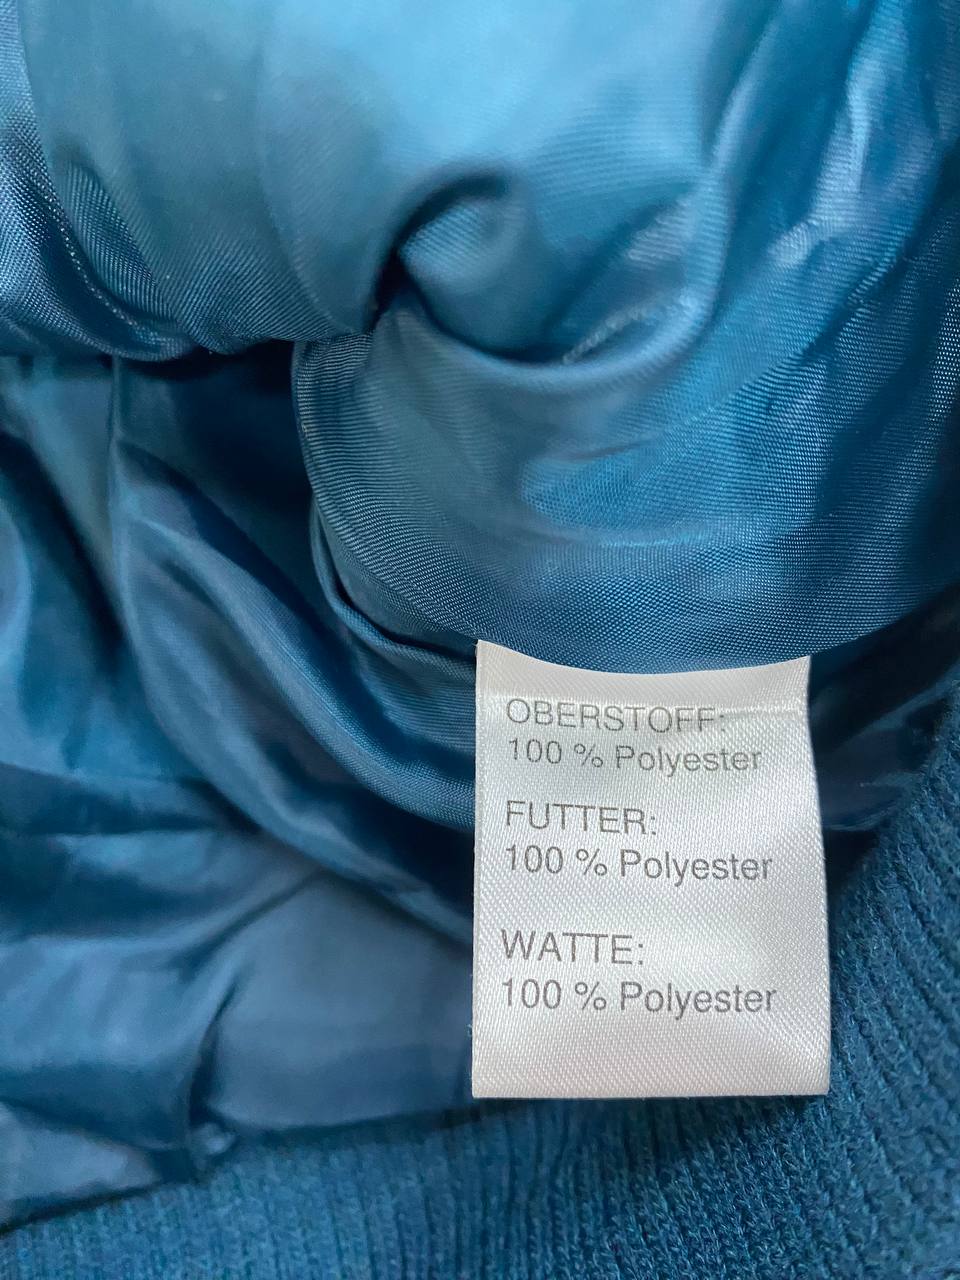 OBERSTOFF:
100 % Polyester
FUTTER:
100 % Polyester
WATTE:
100 % Polyester